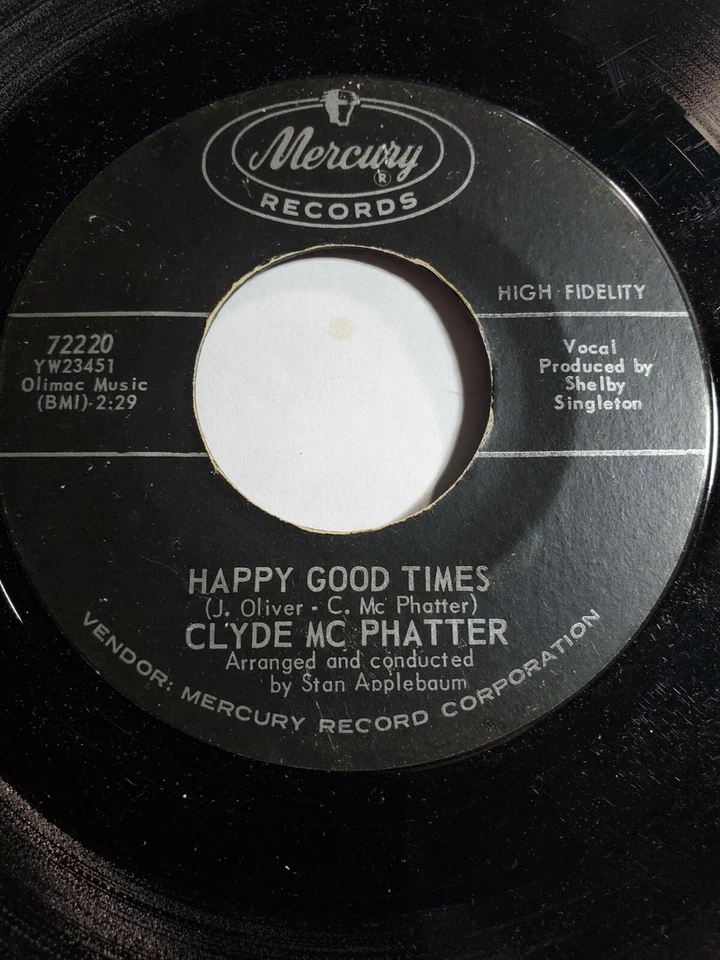 Mercury
®
RECORDS
HIGH FIDELITY
72220
YW23451
Olimac Music
(BMI)-2:29
Vocal
Produced by
Shelby
Singleton
HAPPY GOOD TIMES
(J. Oliver - C. Mc Phatter)
CLYDE MC PHATTER
Arranged and conducted
by Stan Applebaum
VENDOR: MERCURY RECORD CORPORATION